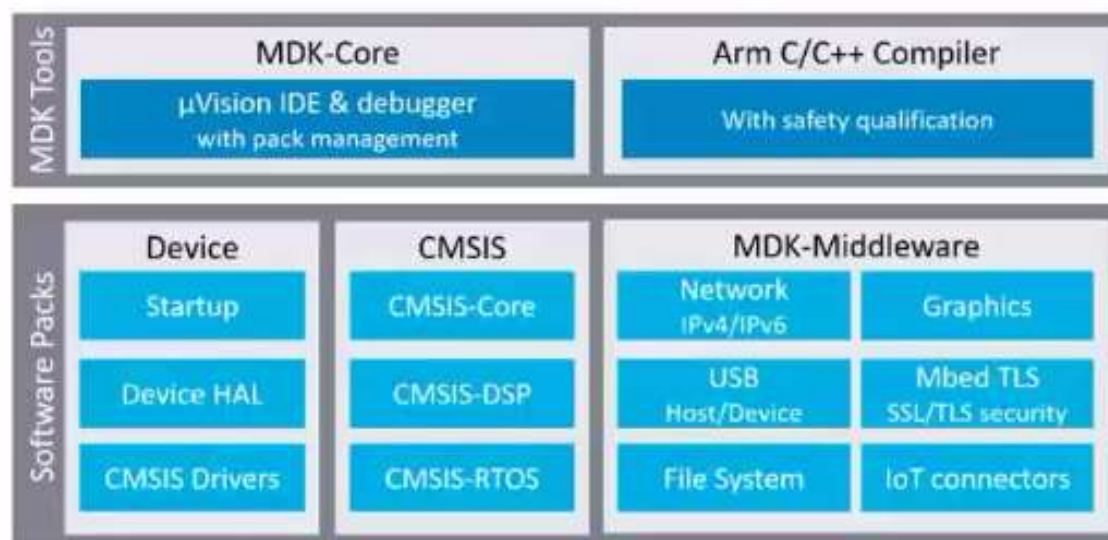 MDK Tools
MDK-Core
µVision IDE & debugger
with pack management
Arm C/C++ Compiler
With safety qualification
Software Packs
Device
Startup
Device HAL
CMSIS Drivers
CMSIS
CMSIS-Core
CMSIS-DSP
CMSIS-RTOS
MDK-Middleware
Network
IPv4/IPv6
Graphics
USB
Host/Device
Mbed TLS
SSL/TLS security
File System
IoT connectors